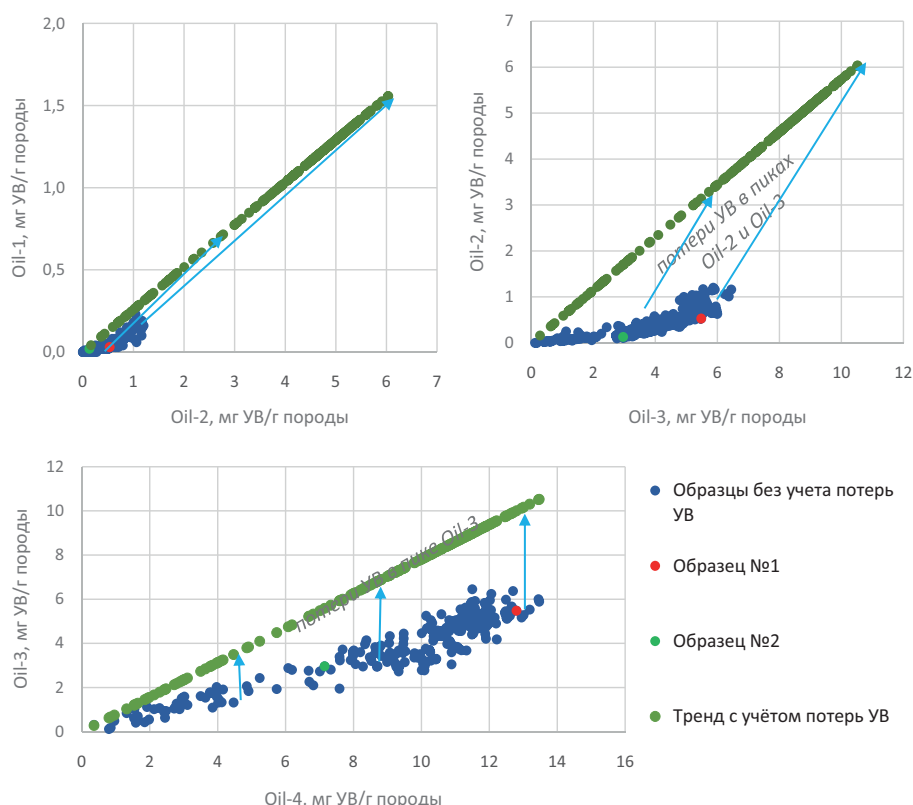 2,0
1,5
1,0
0,5
0,0
Oil-1, мг УВ/г породы
0 1 2 3 4 5 6 7
Oil-2, мг УВ/г породы
7
6
5
4
3
2
1
0
Oil-2, мг УВ/г породы
потери УВ в пиках
Oil-2 и Oil-3
0 2 4 6 8 10 12
Oil-3, мг УВ/г породы
12
10
8
6
4
2
0
Oil-3, мг УВ/г породы
потери УВ в пике Oil-3
0 2 4 6 8 10 12 14 16
Oil-4, мг УВ/г породы
Образцы без учета потерь
УВ
Образец №1
Образец №2
Тренд с учётом потерь УВ